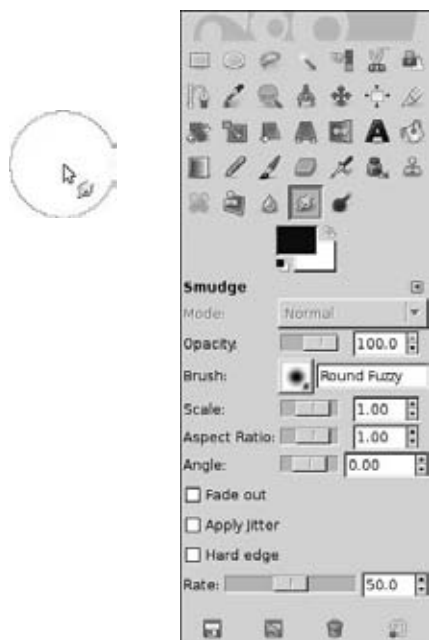 Smudge
Mode: Normal
Opacity: 100.0
Brush: Round Fuzzy
Scale: 1.00
Aspect Ratio: 1.00
Angle: 0.00
Fade out
Apply Jitter
Hard edge
Rate: 50.0